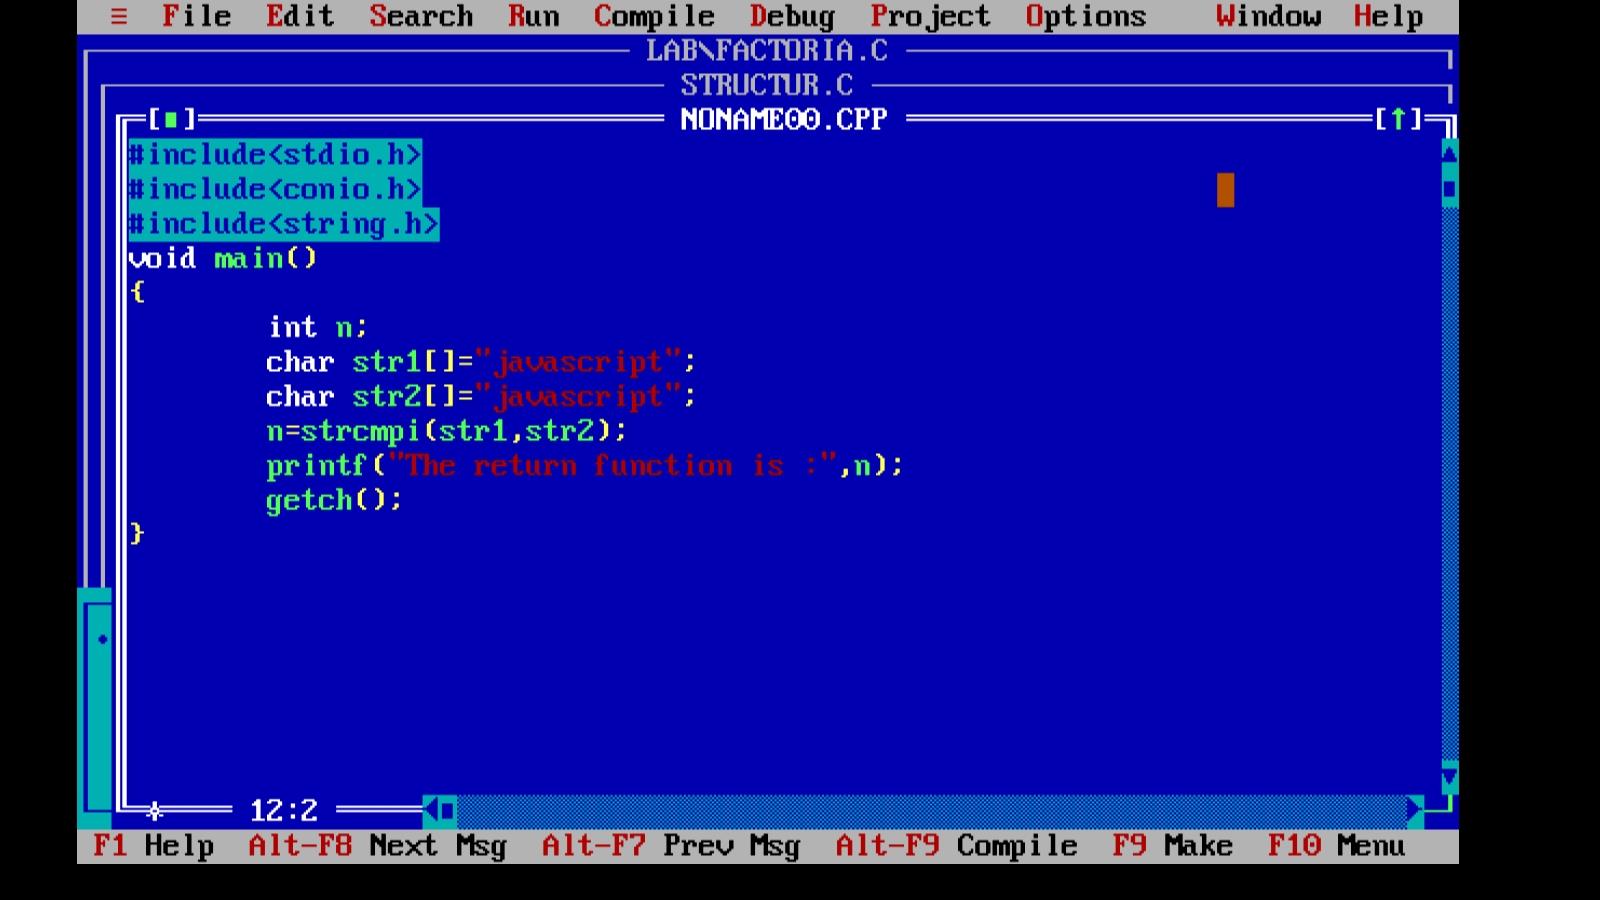 ≡ File Edit Search Run Compile Debug Project Options Window Help
LAB\FACTORIA.C
STRUCTUR.C
[■] NONAME00.CPP [↑]
#include<stdio.h>
#include<conio.h>
#include<string.h>
void main()
{
int n;
char str1[]="javascript";
char str2[]="javascript";
n=strcmpi(str1,str2);
printf("The return function is :",n);
getch();
}
12:2
F1 Help Alt-F8 Next Msg Alt-F7 Prev Msg Alt-F9 Compile F9 Make F10 Menu